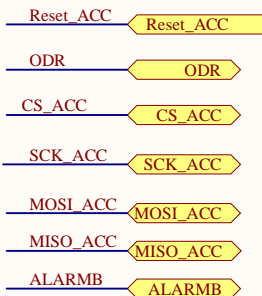 Reset_ACC Reset_ACC
ODR ODR
CS_ACC CS_ACC
SCK_ACC SCK_ACC
MOSI_ACC MOSI_ACC
MISO_ACC MISO_ACC
ALARMB ALARMB